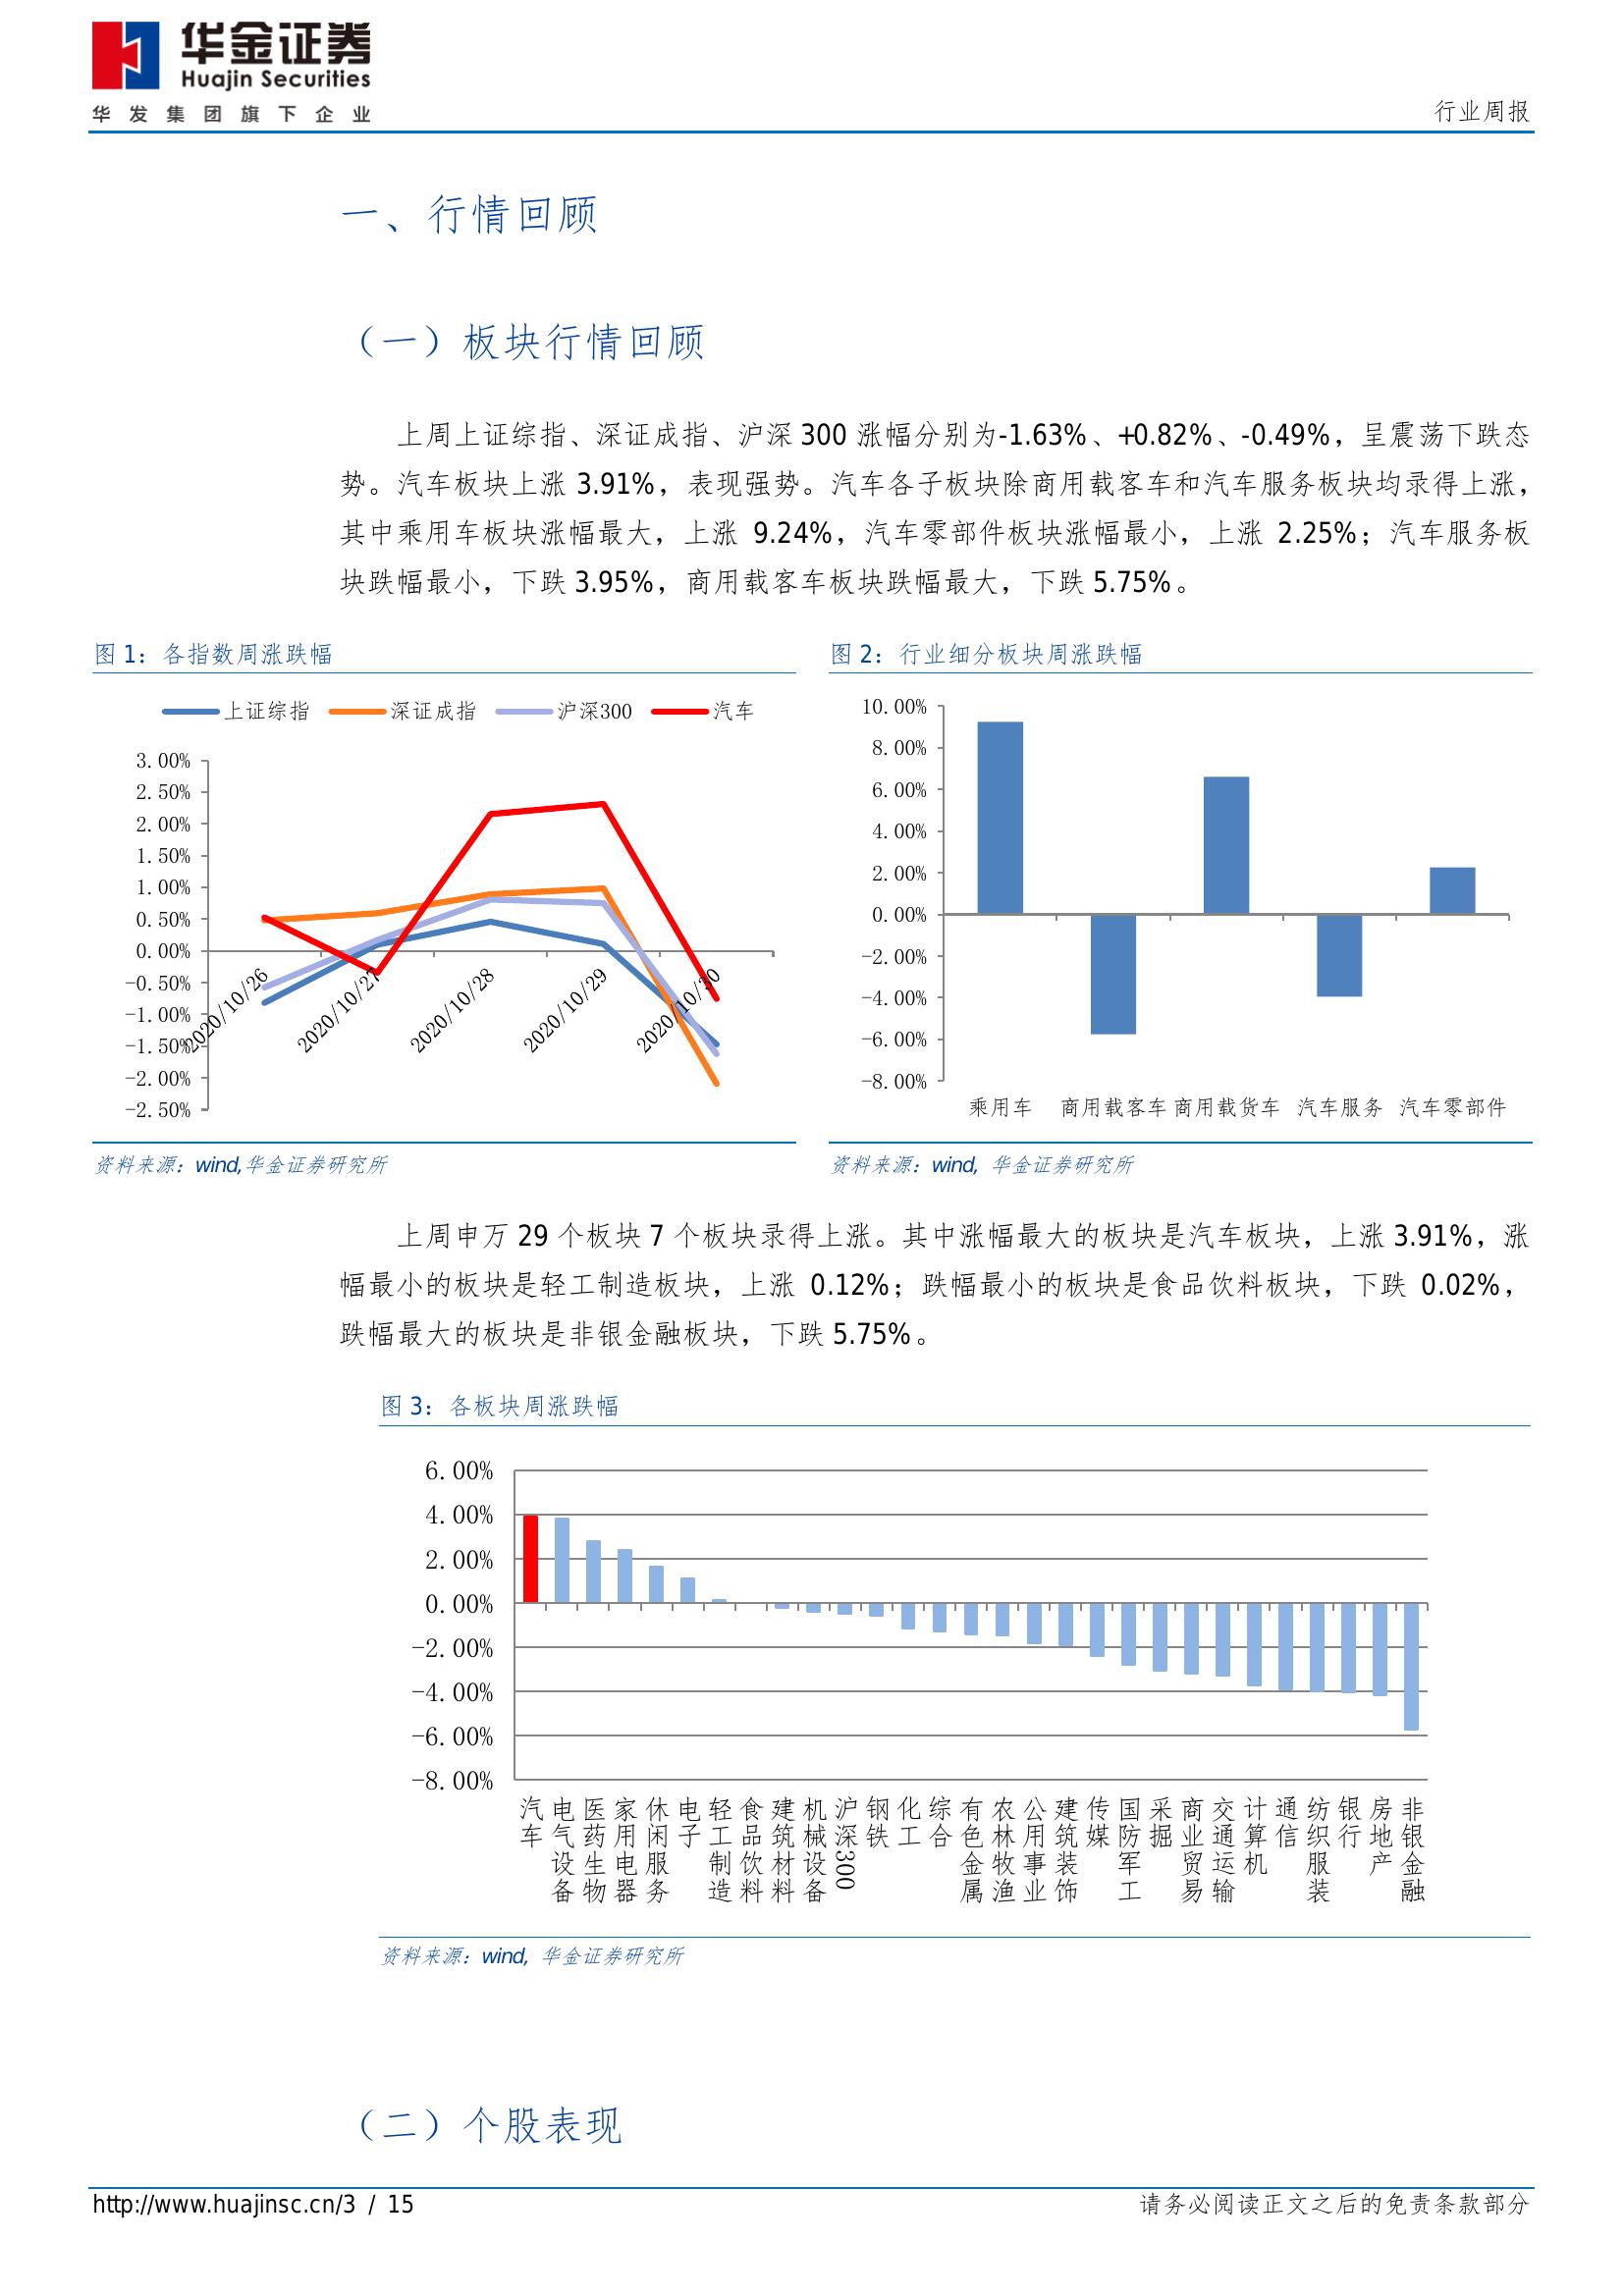 华金证券
Huajin Securities
华发集团旗下企业
行业周报
一、行情回顾
（一）板块行情回顾
上周上证综指、深证成指、沪深 300 涨幅分别为-1.63%、+0.82%、-0.49%，呈震荡下跌态
势。汽车板块上涨 3.91%，表现强势。汽车各子板块除商用载客车和汽车服务板块均录得上涨，
其中乘用车板块涨幅最大，上涨 9.24%，汽车零部件板块涨幅最小，上涨 2.25%；汽车服务板
块跌幅最小，下跌 3.95%，商用载客车板块跌幅最大，下跌 5.75%。
图 1：各指数周涨跌幅
上证综指 深证成指 沪深300 汽车
3.00%
2.50%
2.00%
1.50%
1.00%
0.50%
0.00%
-0.50%
-1.00%
-1.50%
-2.00%
-2.50%
2020/10/26 2020/10/27 2020/10/28 2020/10/29 2020/10/30
资料来源：wind,华金证券研究所
图 2：行业细分板块周涨跌幅
10.00%
8.00%
6.00%
4.00%
2.00%
0.00%
-2.00%
-4.00%
-6.00%
-8.00%
乘用车 商用载客车 商用载货车 汽车服务 汽车零部件
资料来源：wind, 华金证券研究所
上周申万 29 个板块 7 个板块录得上涨。其中涨幅最大的板块是汽车板块，上涨 3.91%，涨
幅最小的板块是轻工制造板块，上涨 0.12%；跌幅最小的板块是食品饮料板块，下跌 0.02%，
跌幅最大的板块是非银金融板块，下跌 5.75%。
图 3：各板块周涨跌幅
6.00%
4.00%
2.00%
0.00%
-2.00%
-4.00%
-6.00%
-8.00%
汽车 电气设备 医药生物 家用电器 休闲服务 电子 轻工制造 食品饮料 建筑材料 机械设备 沪深300 钢铁 化工 综合 有色金属 农林牧渔 公用事业 建筑装饰 传媒 国防军工 采掘 商业贸易 交通运输 计算机 通信 纺织服装 银行 房地产 非银金融
资料来源：wind, 华金证券研究所
（二）个股表现
http://www.huajinsc.cn/3 / 15
请务必阅读正文之后的免责条款部分